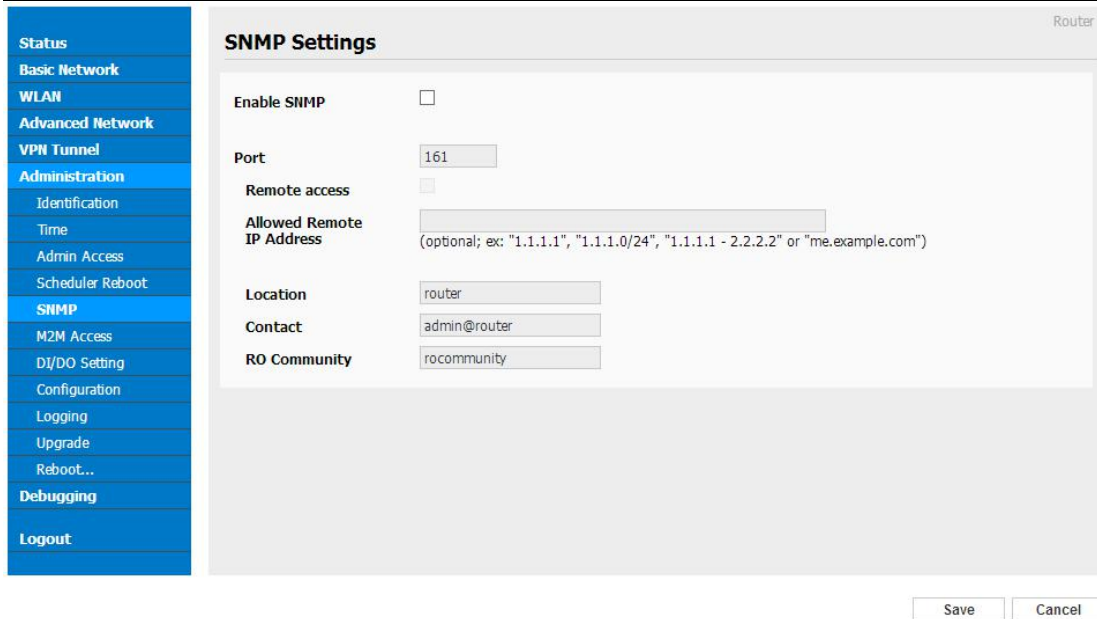 Router
Status
Basic Network
WLAN
Advanced Network
VPN Tunnel
Administration
Identification
Time
Admin Access
Scheduler Reboot
SNMP
M2M Access
DI/DO Setting
Configuration
Logging
Upgrade
Reboot...
Debugging
Logout
SNMP Settings
Enable SNMP
Port 161
Remote access
Allowed Remote
IP Address
(optional; ex: "1.1.1.1", "1.1.1.0/24", "1.1.1.1 - 2.2.2.2" or "me.example.com")
Location router
Contact admin@router
RO Community rocommunity
Save Cancel